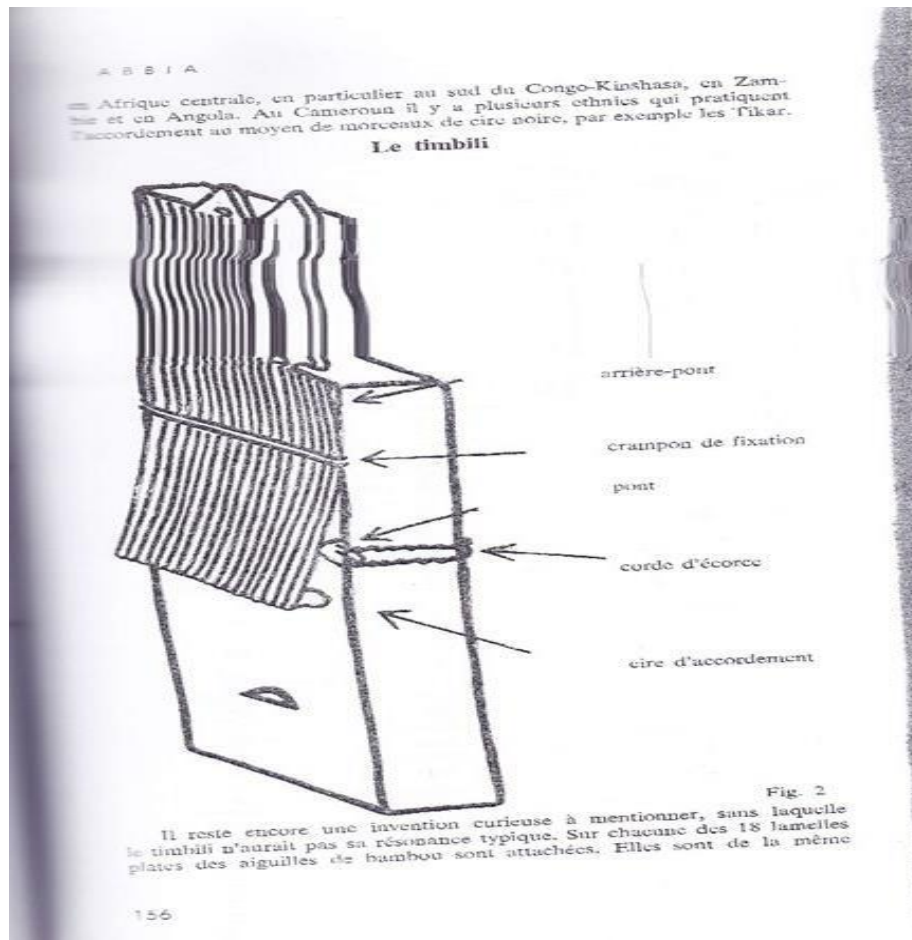 ABBIA
en Afrique centrale, en particulier au sud du Congo-Kinshasa, en Zam-
bie et en Angola. Au Cameroun il y a plusieurs ethnies qui pratiquent
l'accordement au moyen de morceaux de cire noire, par exemple les Tikar.
Le timbili
arrière-pont
crampon de fixation
pont
corde d'écorce
cire d'accordement
Fig. 2
Il reste encore une invention curieuse à mentionner, sans laquelle
le timbili n'aurait pas sa résonance typique. Sur chacune des 18 lamelles
plates des aiguilles de bambou sont attachées. Elles sont de la même
156